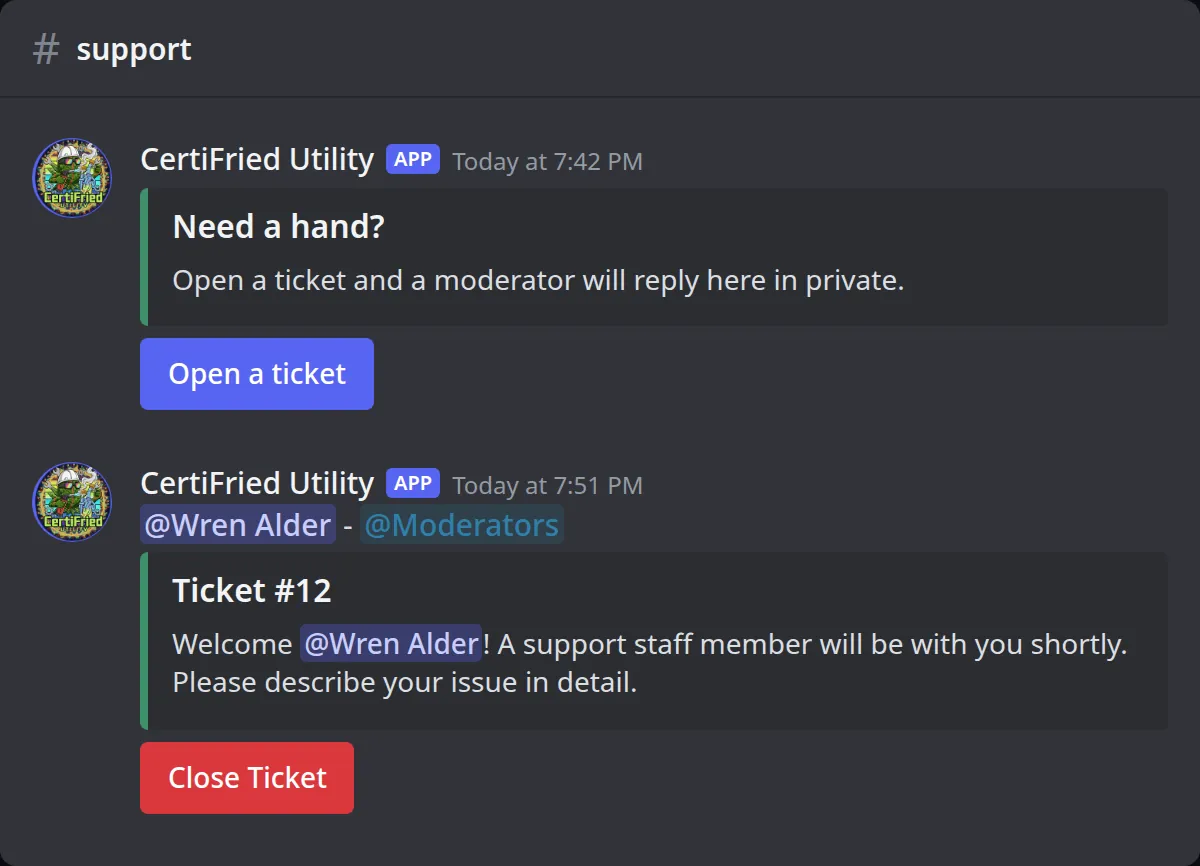 # support
CertiFried
CertiFried Utility APP Today at 7:42 PM
Need a hand?
Open a ticket and a moderator will reply here in private.
Open a ticket
CertiFried
CertiFried Utility APP Today at 7:51 PM
@Wren Alder - @Moderators
Ticket #12
Welcome @Wren Alder! A support staff member will be with you shortly.
Please describe your issue in detail.
Close Ticket